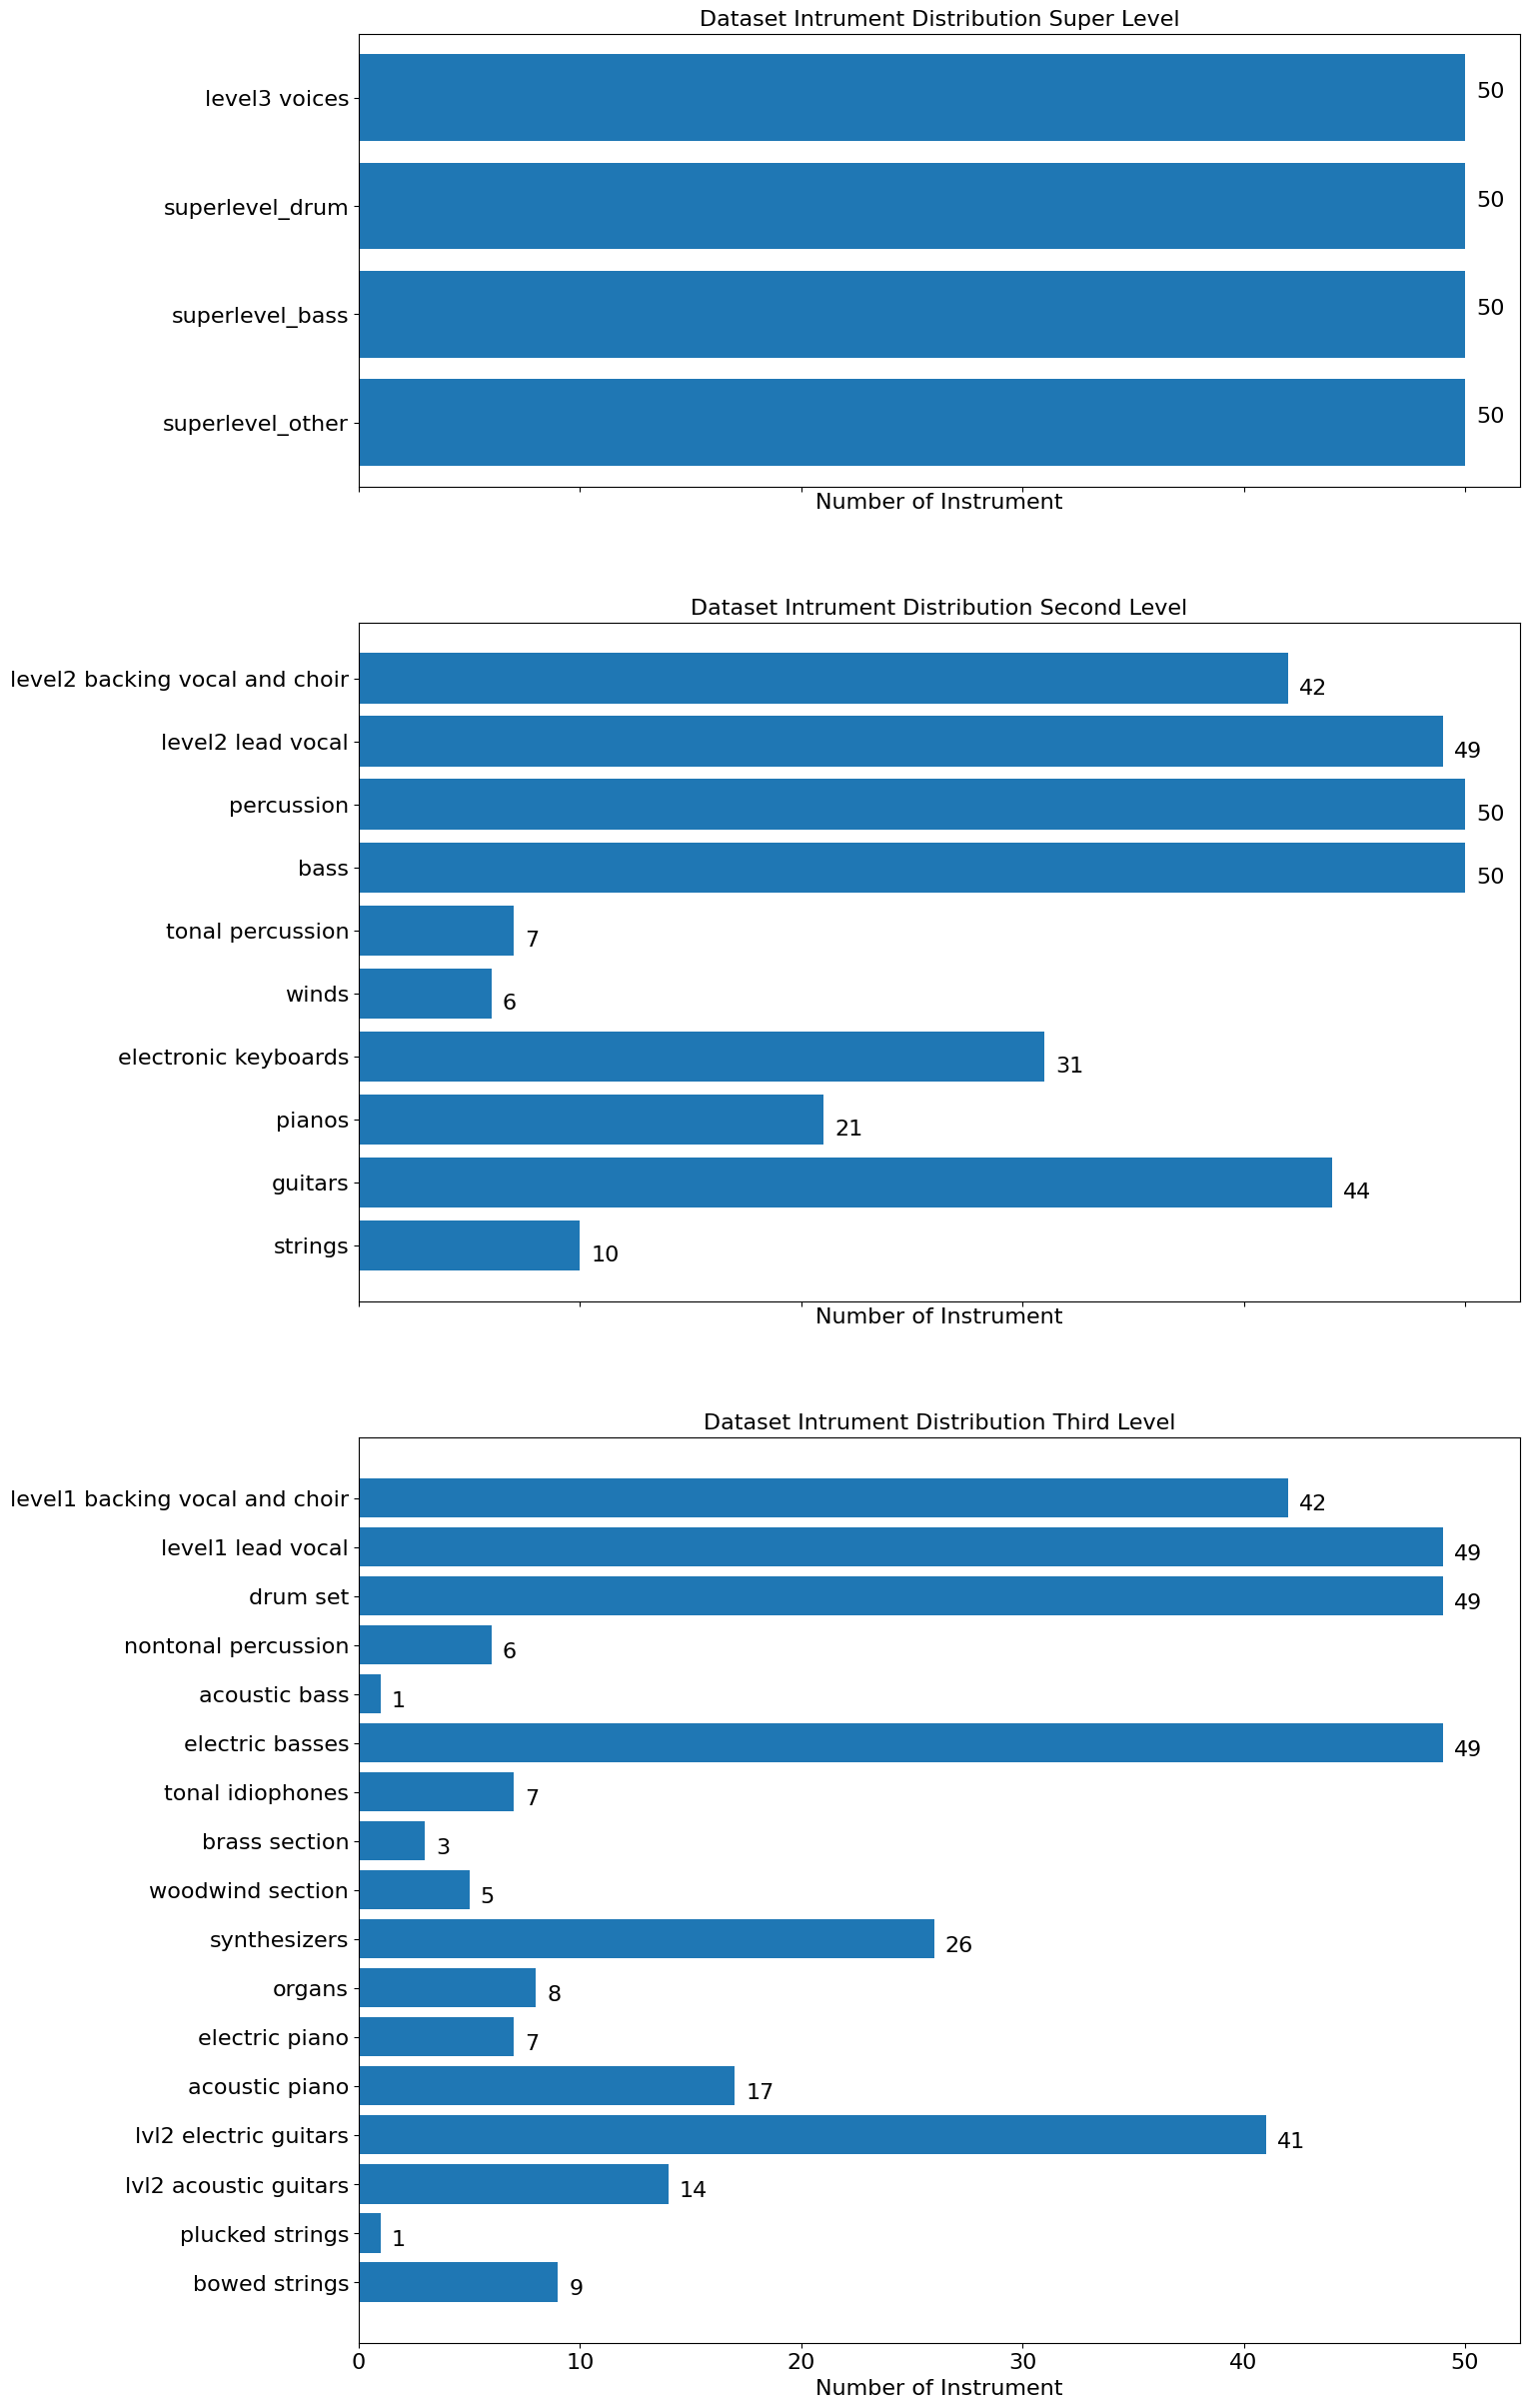 Dataset Intrument Distribution Super Level
level3 voices 50
superlevel_drum 50
superlevel_bass 50
superlevel_other 50
Number of Instrument
Dataset Intrument Distribution Second Level
level2 backing vocal and choir 42
level2 lead vocal 49
percussion 50
bass 50
tonal percussion 7
winds 6
electronic keyboards 31
pianos 21
guitars 44
strings 10
Number of Instrument
Dataset Intrument Distribution Third Level
level1 backing vocal and choir 42
level1 lead vocal 49
drum set 49
nontonal percussion 6
acoustic bass 1
electric basses 49
tonal idiophones 7
brass section 3
woodwind section 5
synthesizers 26
organs 8
electric piano 7
acoustic piano 17
lvl2 electric guitars 41
lvl2 acoustic guitars 14
plucked strings 1
bowed strings 9
0 10 20 30 40 50
Number of Instrument